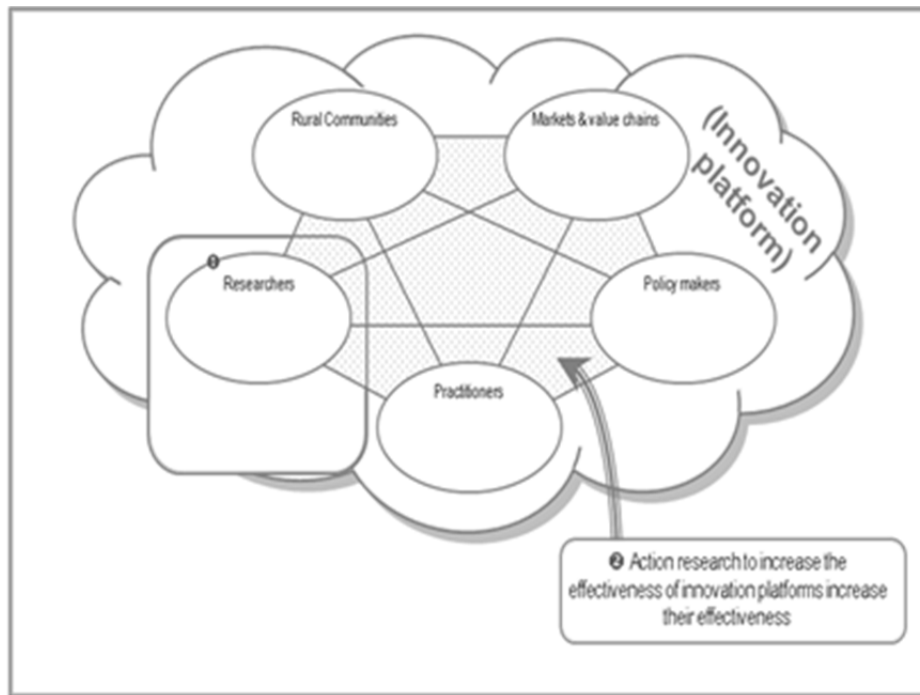 Rural Communities
Markets & value chains
(Innovation
platform)
❶
Researchers
Policy makers
Practitioners
❷ Action research to increase the
effectiveness of innovation platforms increase
their effectiveness